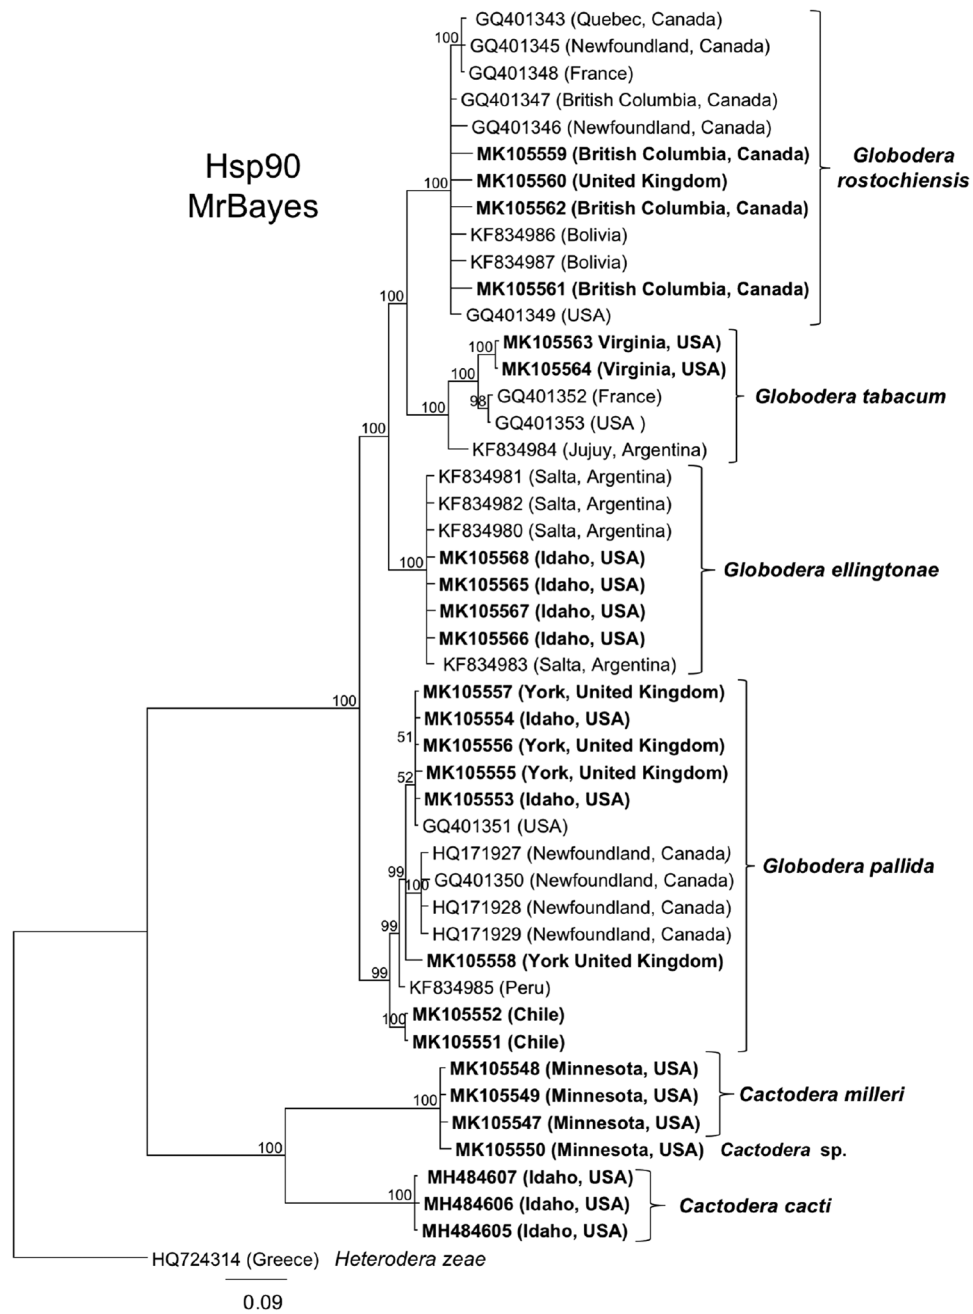 GQ401343 (Quebec, Canada)
100
GQ401345 (Newfoundland, Canada)
GQ401348 (France)
GQ401347 (British Columbia, Canada)
GQ401346 (Newfoundland, Canada)
Hsp90
MrBayes
MK105559 (British Columbia, Canada)
Globodera
rostochiensis
100
MK105560 (United Kingdom)
MK105562 (British Columbia, Canada)
KF834986 (Bolivia)
KF834987 (Bolivia)
MK105561 (British Columbia, Canada)
100
GQ401349 (USA)
100
MK105563 Virginia, USA)
MK105564 (Virginia, USA)
100
98
GQ401352 (France)
Globodera tabacum
100
GQ401353 (USA )
100
KF834984 (Jujuy, Argentina)
KF834981 (Salta, Argentina)
KF834982 (Salta, Argentina)
KF834980 (Salta, Argentina)
100
MK105568 (Idaho, USA)
Globodera ellingtonae
MK105565 (Idaho, USA)
MK105567 (Idaho, USA)
MK105566 (Idaho, USA)
KF834983 (Salta, Argentina)
100
MK105557 (York, United Kingdom)
MK105554 (Idaho, USA)
51
MK105556 (York, United Kingdom)
52
MK105555 (York, United Kingdom)
MK105553 (Idaho, USA)
GQ401351 (USA)
HQ171927 (Newfoundland, Canada)
Globodera pallida
99
100
GQ401350 (Newfoundland, Canada)
HQ171928 (Newfoundland, Canada)
99
HQ171929 (Newfoundland, Canada)
MK105558 (York United Kingdom)
99
KF834985 (Peru)
100
MK105552 (Chile)
MK105551 (Chile)
MK105548 (Minnesota, USA)
100
MK105549 (Minnesota, USA)
Cactodera milleri
MK105547 (Minnesota, USA)
100
MK105550 (Minnesota, USA) Cactodera sp.
MH484607 (Idaho, USA)
100
MH484606 (Idaho, USA)
Cactodera cacti
MH484605 (Idaho, USA)
HQ724314 (Greece) Heterodera zeae
0.09